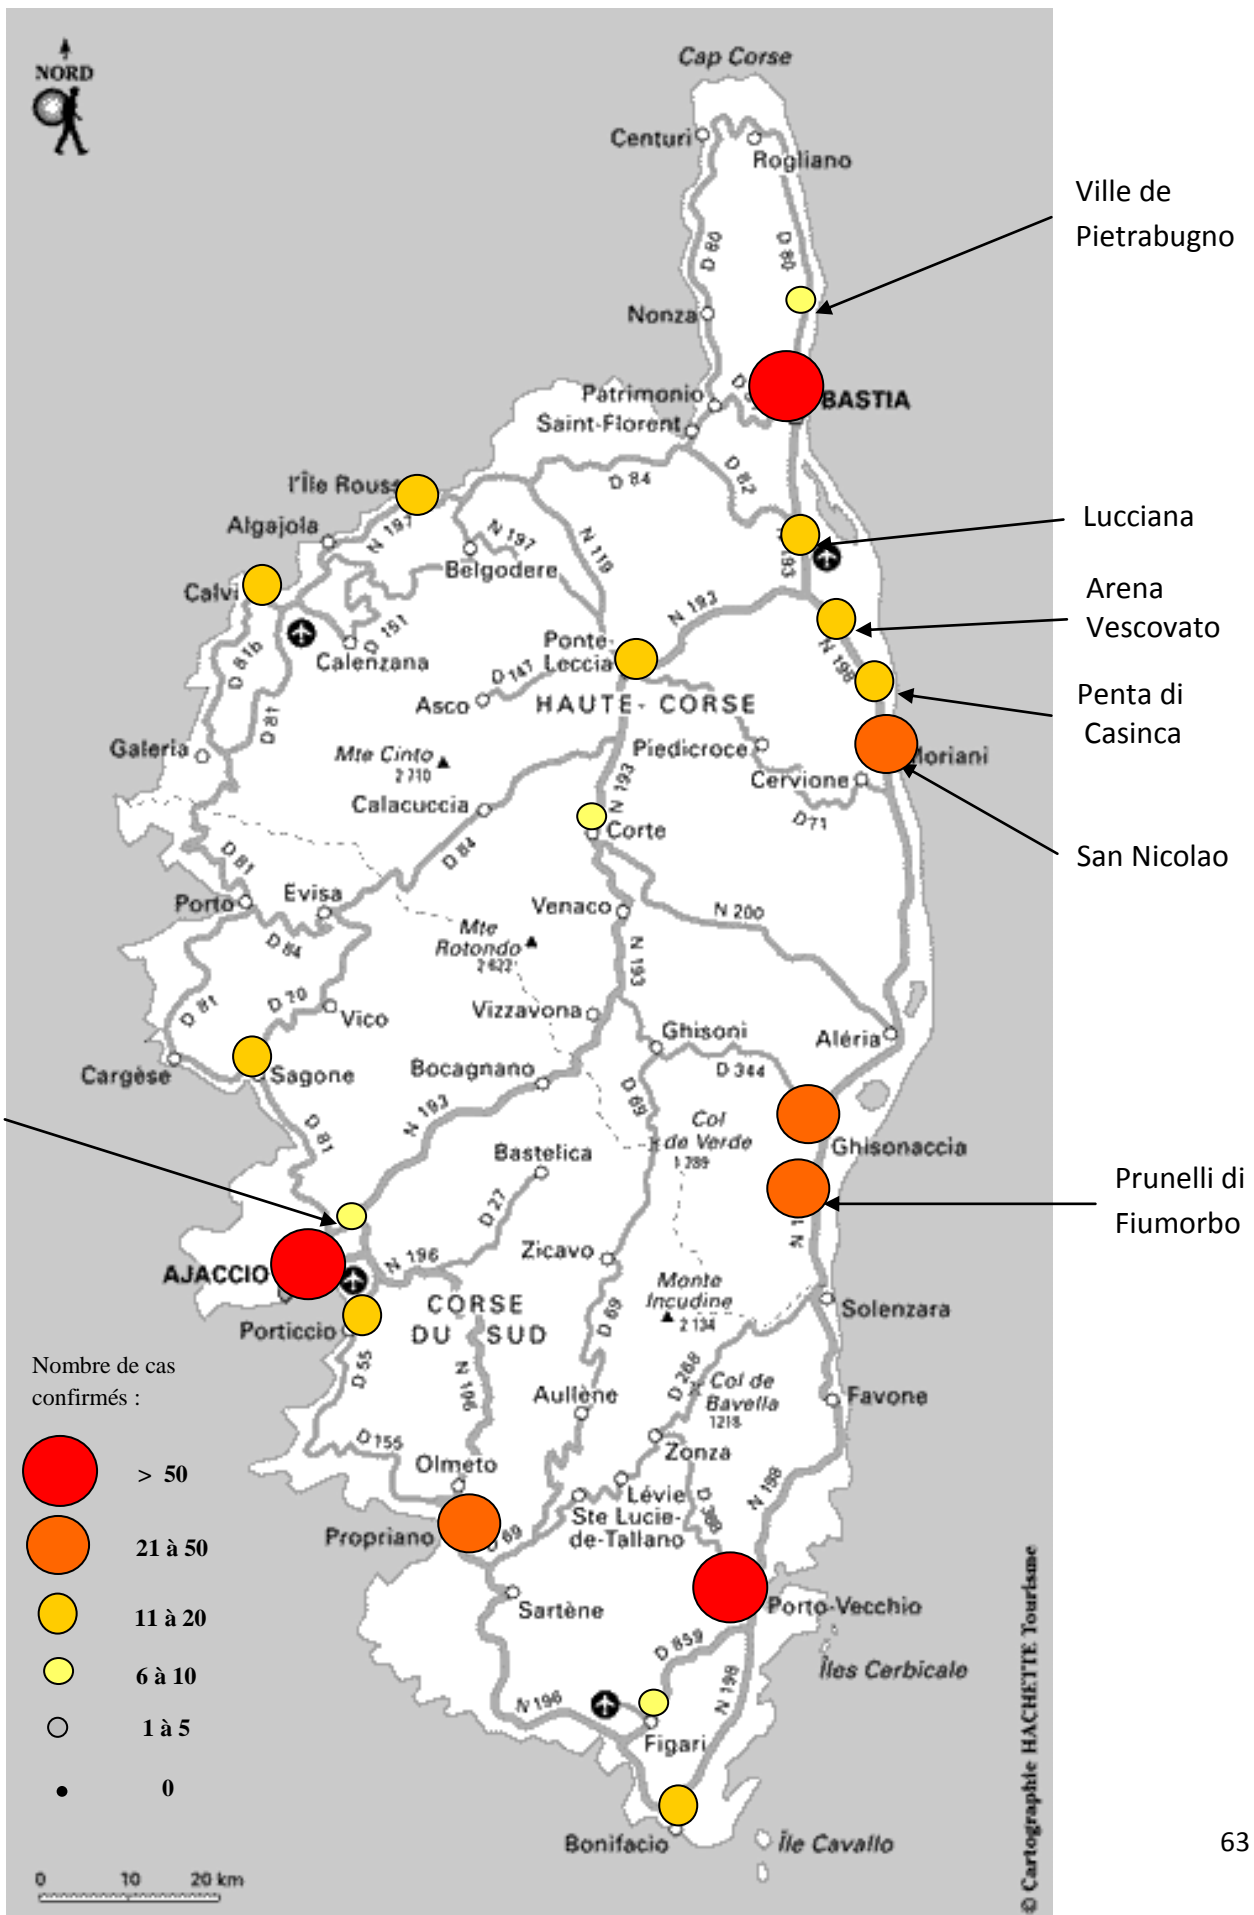 NORD
Cap Corse
Centuri
Rogliano
Ville de
Pietrabugno
D 80
D 80
Nonza
Patrimonio
BASTIA
Saint-Florent
D 84
D 82
l'Île Rouss
Algajola
N 197
N 197
N 119
Belgodere
Lucciana
193
Calvi
D 151
Calenzana
D 81b
N 193
Arena
Vescovato
Ponte-
Leccia
N 198
D 147
Asco
HAUTE - CORSE
Penta di
Casinca
D 81
Galeria
Mte Cinto
2 710
Piedicroce
Moriani
Cervione
N 193
Calacuccia
D71
Corte
San Nicolao
D 84
D 81
Evisa
Porto
Venaco
N 200
D 84
Mte
Rotondo
2 622
N 193
D 81
D 70
Vico
Vizzavona
Ghisoni
Aléria
Cargèse
Sagone
Bocagnano
D 344
D 81
N 193
D 69
Col
de Verde
1 289
Ghisonaccia
Bastelica
D 27
Prunelli di
Fiumorbo
N
AJACCIO
N 196
Zicavo
Monte
Incudine
2 134
CORSE
DU SUD
Solenzara
Porticcio
D 69
D 55
N 196
D 268
Nombre de cas
confirmés :
Col de
Bavella
1218
Favone
Aullène
> 50
D 155
Zonza
Olmeto
N 198
Lévie
D 368
Ste Lucie-
de-Tallano
21 à 50
Propriano
D 69
11 à 20
Sartène
Porto-Vecchio
D 859
6 à 10
Îles Cerbicale
N 196
N 198
1 à 5
Figari
0
Bonifacio
Île Cavallo
63
0 10 20 km
© Cartographie HACHETTE Tourisme